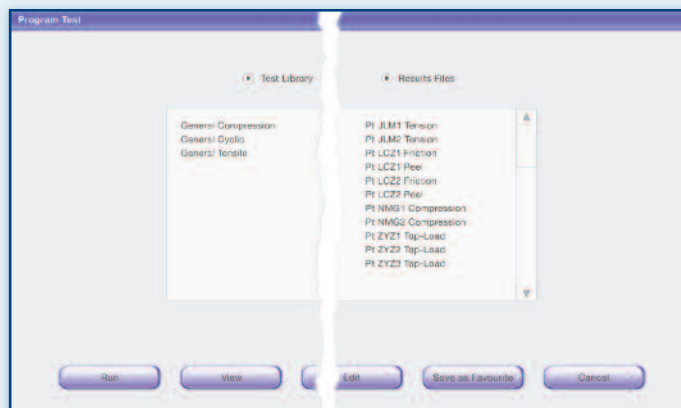 Program Test
Test Library
Results Files
General Compression
General Cyclic
General Tensile
Pt JLM1 Tension
Pt JLM2 Tension
Pt LCZ1 Friction
Pt LCZ1 Peel
Pt LCZ2 Friction
Pt LCZ2 Peel
Pt NMG1 Compression
Pt NMG2 Compression
Pt ZYZ1 Top-Load
Pt ZYZ2 Top-Load
Pt ZYZ3 Top-Load
Run
View
Edit
Save as Favourite
Cancel